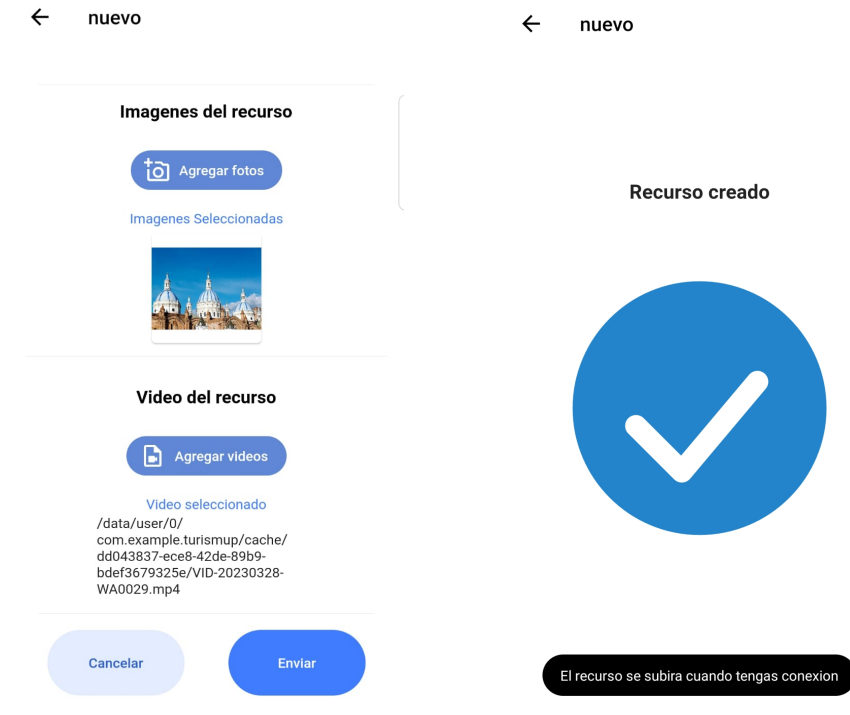 nuevo
Imagenes del recurso
Agregar fotos
Imagenes Seleccionadas
Video del recurso
Agregar videos
Video seleccionado
/data/user/0/
com.example.turismup/cache/
dd043837-ece8-42de-89b9-
bdef3679325e/VID-20230328-
WA0029.mp4
Cancelar
Enviar
nuevo
Recurso creado
El recurso se subira cuando tengas conexion